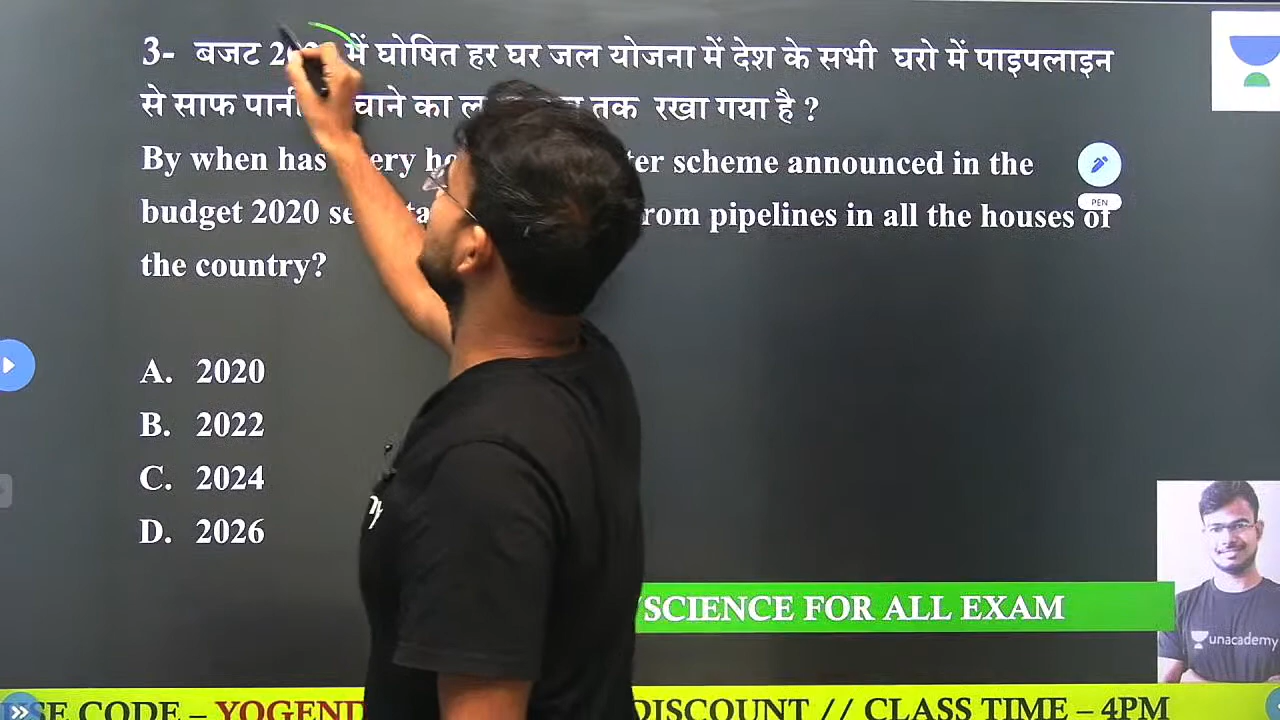 3- बजट में घोषित हर घर जल योजना में देश के सभी घरो में पाइपलाइन
से साफ पानी चाने का तक रखा गया है ?
By when has ery ter scheme announced in the
budget 2020 se rom pipelines in all the houses of
the country?
PEN
A. 2020
B. 2022
C. 2024
D. 2026
SCIENCE FOR ALL EXAM
unacademy
SE CODE – YOGEND DISCOUNT // CLASS TIME – 4PM